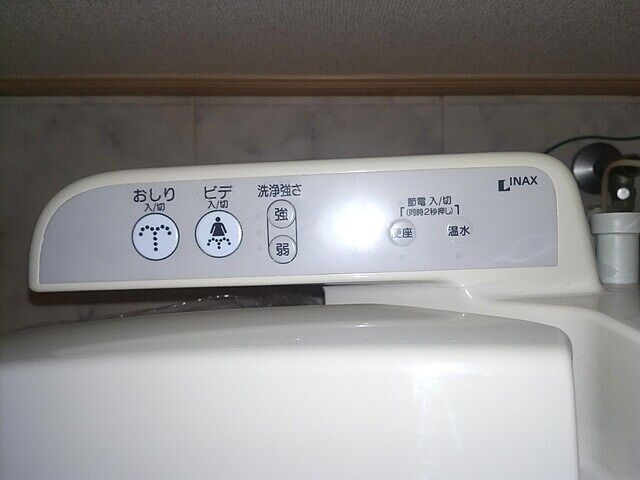 おしり
入/切
ビデ
入/切
洗浄強さ
強
弱
節電 入/切
(同時2秒押し)
便座
温水
INAX